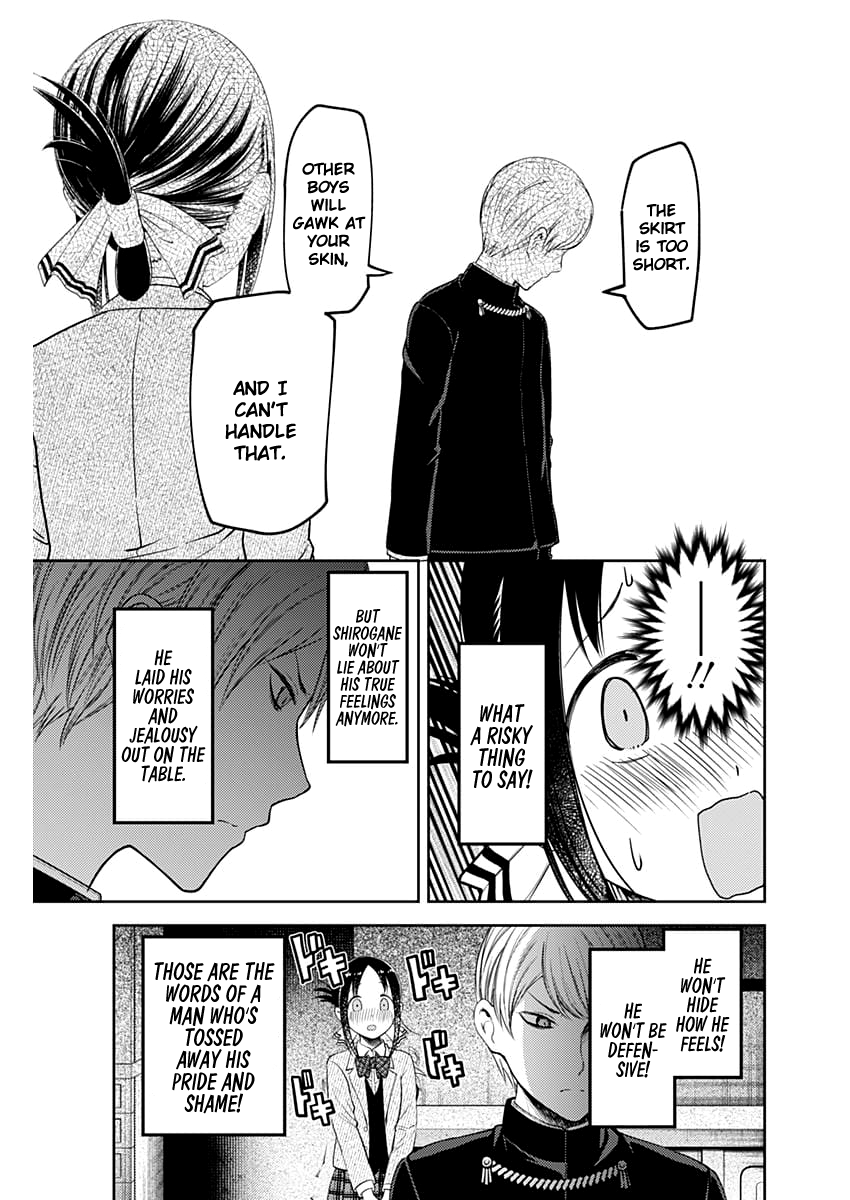 THE
SKIRT
IS TOO
SHORT.
OTHER
BOYS
WILL
GAWK AT
YOUR
SKIN,
AND I
CAN'T
HANDLE
THAT.
—!!
WHAT
A RISKY
THING
TO SAY!
BUT
SHIROGANE
WON'T
LIE ABOUT
HIS TRUE
FEELINGS
ANYMORE.
HE
LAID HIS
WORRIES
AND
JEALOUSY
OUT ON THE
TABLE.
HE
WON'T
HIDE
HOW HE
FEELS!
HE
WON'T BE
DEFEN-
SIVE!
ドキ
ドキ
ドキ
ドキ
THOSE ARE THE
WORDS OF A
MAN WHO'S
TOSSED
AWAY HIS
PRIDE AND
SHAME!